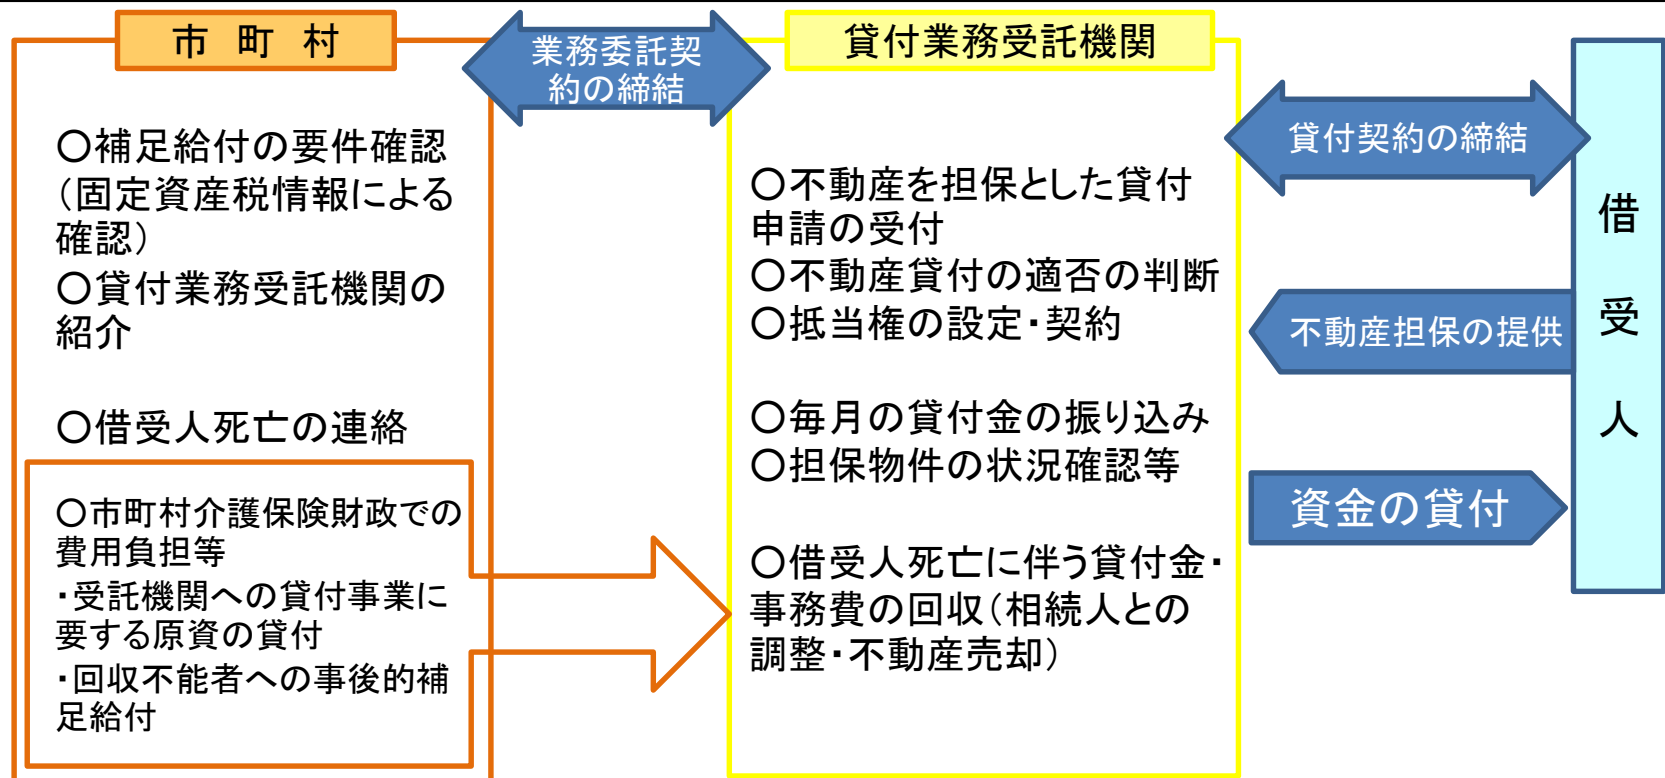 市 町 村
〇補足給付の要件確認
（固定資産税情報による
確認）
〇貸付業務受託機関の
紹介
〇借受人死亡の連絡
〇市町村介護保険財政での
費用負担等
・受託機関への貸付事業に
要する原資の貸付
・回収不能者への事後的補
足給付
業務委託契
約の締結
貸付業務受託機関
〇不動産を担保とした貸付
申請の受付
〇不動産貸付の適否の判断
〇抵当権の設定・契約
〇毎月の貸付金の振り込み
〇担保物件の状況確認等
〇借受人死亡に伴う貸付金・
事務費の回収（相続人との
調整・不動産売却）
貸付契約の締結
不動産担保の提供
資金の貸付
借受人